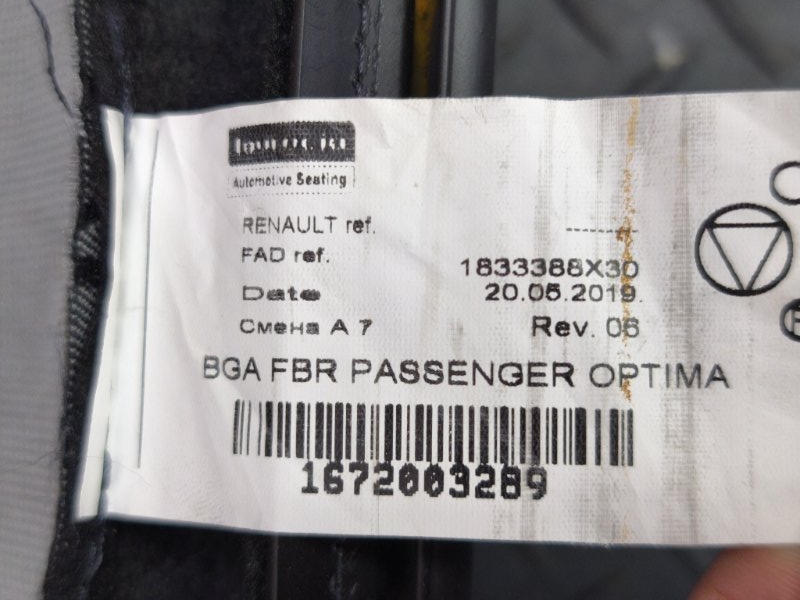 Automotive Seating
RENAULT ref. -------
FAD ref. 1833388X30
Date 20.05.2019.
Смена A 7 Rev. 06
BGA FBR PASSENGER OPTIMA
1672003289